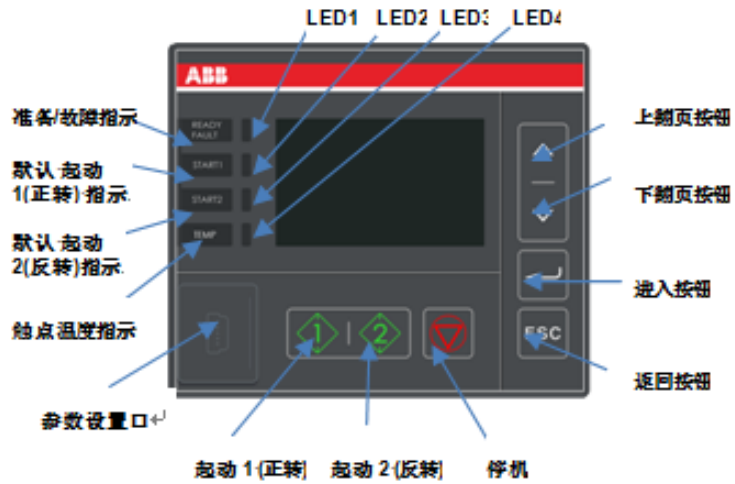 LED1 LED2 LED3 LED4
ABB
准备/故障指示
READY
FAULT
上翻页按钮
默认 起动
1(正转) 指示.
START1
START2
下翻页按钮
默认 起动
2(反转)指示.
TEMP
进入按钮
触点温度指示
1
2
ESC
返回按钮
参数设置口↵
起动 1 (正转)
起动 2 (反转)
停机